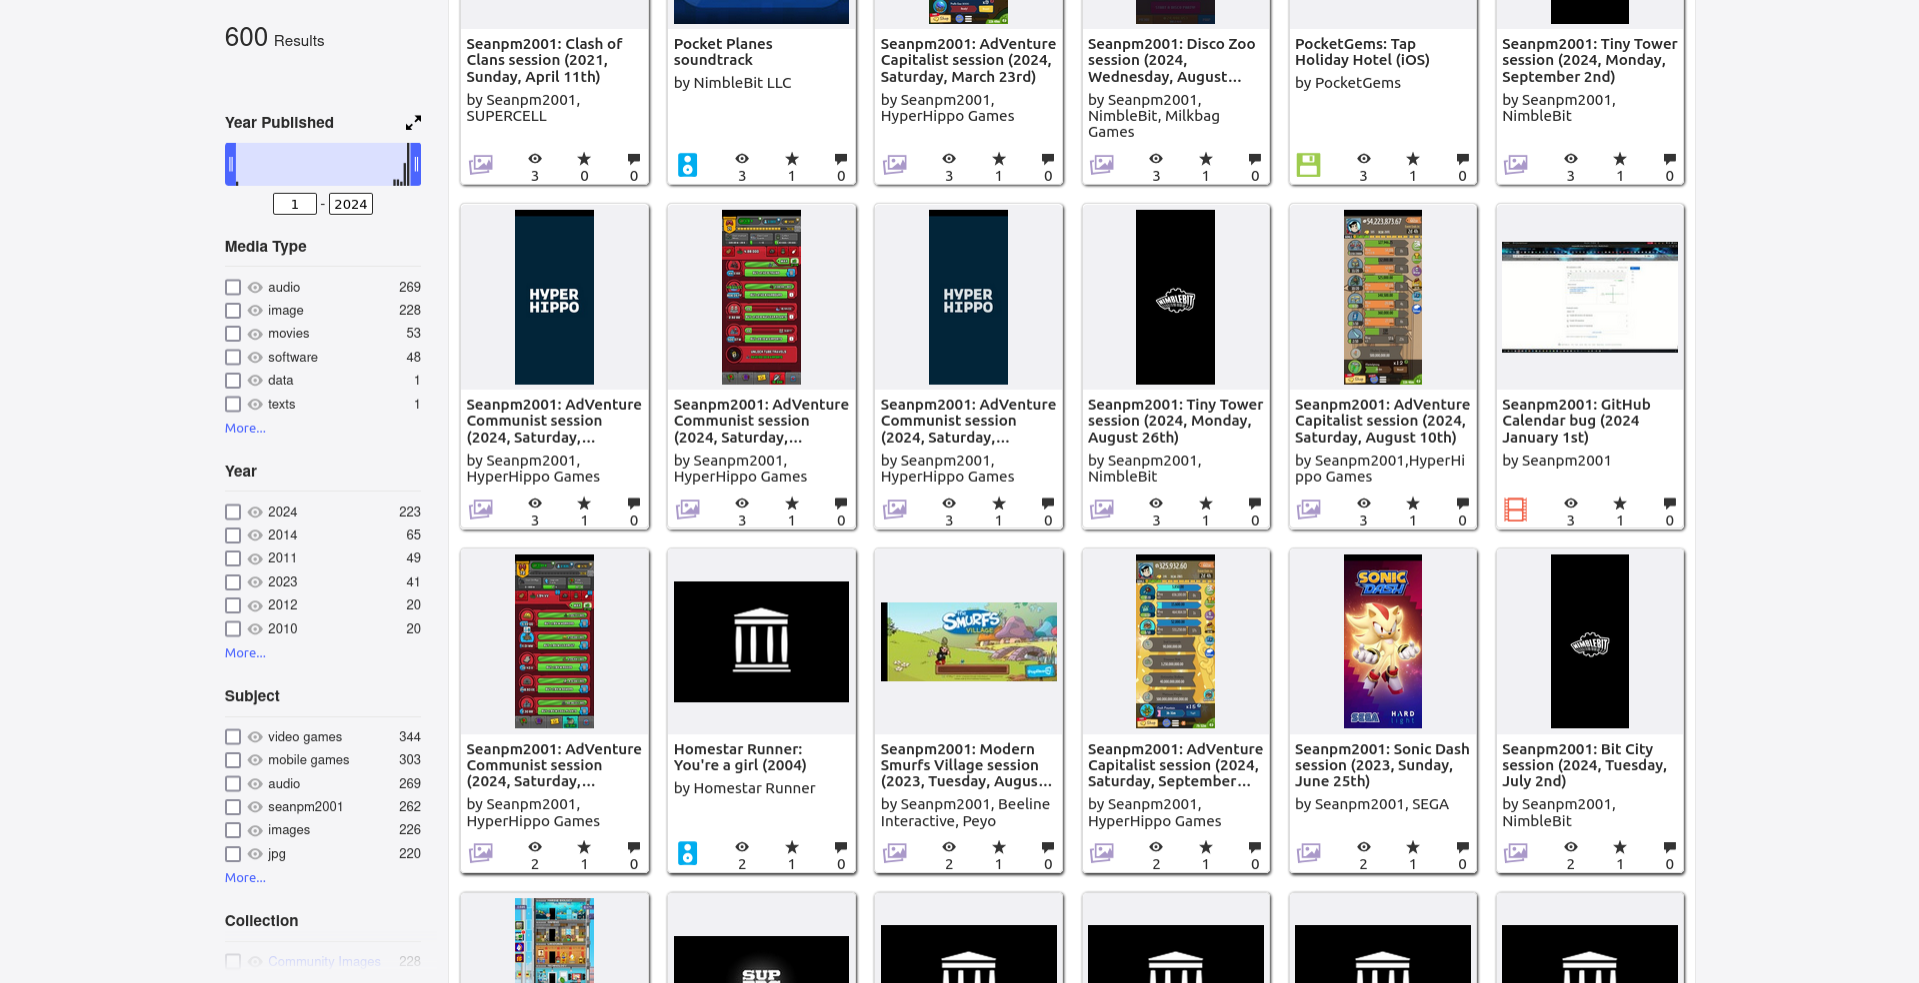 600 Results
Year Published
1 - 2024
Media Type
audio 269
image 228
movies 53
software 48
data 1
texts 1
More...
Year
2024 223
2014 65
2011 49
2023 41
2012 20
2010 20
More...
Subject
video games 344
mobile games 303
audio 269
seanpm2001 262
images 226
jpg 220
More...
Collection
Community Images 228
Seanpm2001: Clash of
Clans session (2021,
Sunday, April 11th)
by Seanpm2001,
SUPERCELL
3 0 0
Pocket Planes
soundtrack
by NimbleBit LLC
3 1 0
Seanpm2001: AdVenture
Capitalist session (2024,
Saturday, March 23rd)
by Seanpm2001,
HyperHippo Games
3 1 0
Seanpm2001: Disco Zoo
session (2024,
Wednesday, August...
by Seanpm2001,
NimbleBit, Milkbag
Games
3 1 0
PocketGems: Tap
Holiday Hotel (iOS)
by PocketGems
3 1 0
Seanpm2001: Tiny Tower
session (2024, Monday,
September 2nd)
by Seanpm2001,
NimbleBit
3 1 0
HYPER
HIPPO
Seanpm2001: AdVenture
Communist session
(2024, Saturday,...
by Seanpm2001,
HyperHippo Games
3 1 0
Seanpm2001: AdVenture
Communist session
(2024, Saturday,...
by Seanpm2001,
HyperHippo Games
3 1 0
HYPER
HIPPO
Seanpm2001: AdVenture
Communist session
(2024, Saturday,...
by Seanpm2001,
HyperHippo Games
3 1 0
NIMBLEBIT
Seanpm2001: Tiny Tower
session (2024, Monday,
August 26th)
by Seanpm2001,
NimbleBit
3 1 0
Seanpm2001: AdVenture
Capitalist session (2024,
Saturday, August 10th)
by Seanpm2001,HyperHi
ppo Games
3 1 0
Seanpm2001: GitHub
Calendar bug (2024
January 1st)
by Seanpm2001
3 1 0
Seanpm2001: AdVenture
Communist session
(2024, Saturday,...
by Seanpm2001,
HyperHippo Games
2 1 0
Homestar Runner:
You're a girl (2004)
by Homestar Runner
2 1 0
SMURFS
VILLAGE
Seanpm2001: Modern
Smurfs Village session
(2023, Tuesday, Augus...
by Seanpm2001, Beeline
Interactive, Peyo
2 1 0
Seanpm2001: AdVenture
Capitalist session (2024,
Saturday, September...
by Seanpm2001,
HyperHippo Games
2 1 0
SONIC
DASH
SEGA HARD
light
Seanpm2001: Sonic Dash
session (2023, Sunday,
June 25th)
by Seanpm2001, SEGA
2 1 0
NIMBLEBIT
Seanpm2001: Bit City
session (2024, Tuesday,
July 2nd)
by Seanpm2001,
NimbleBit
2 1 0
SUP